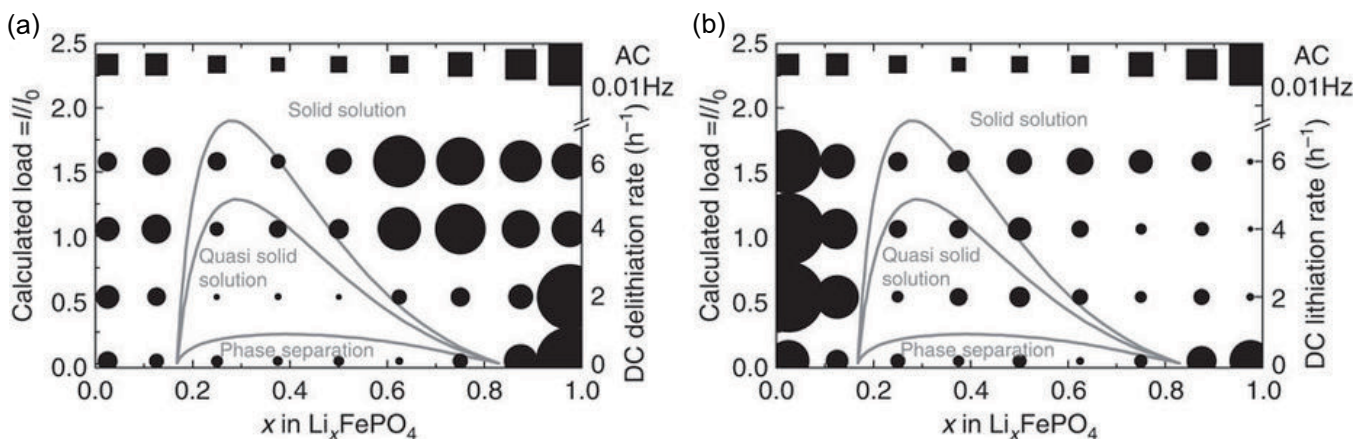 (a)
2.5
2.0
1.5
1.0
0.5
0.0
Calculated load =I/I₀
Solid solution
Quasi solid
solution
Phase separation
AC
0.01Hz
6
4
2
0
DC delithiation rate (h⁻¹)
0.0 0.2 0.4 0.6 0.8 1.0
x in LiₓFePO₄
(b)
2.5
2.0
1.5
1.0
0.5
0.0
Calculated load =I/I₀
Solid solution
Quasi solid
solution
Phase separation
AC
0.01Hz
6
4
2
0
DC lithiation rate (h⁻¹)
0.0 0.2 0.4 0.6 0.8 1.0
x in LiₓFePO₄